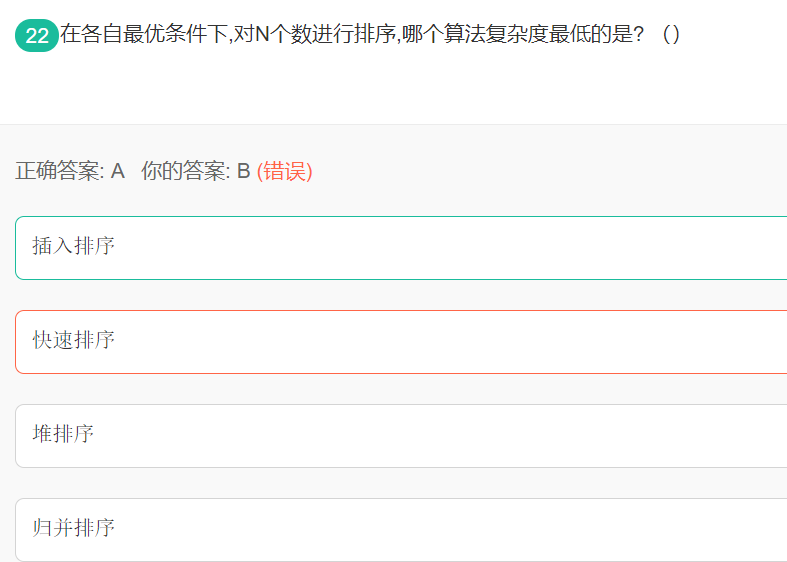 22 在各自最优条件下,对N个数进行排序,哪个算法复杂度最低的是? （）
正确答案: A 你的答案: B (错误)
插入排序
快速排序
堆排序
归并排序